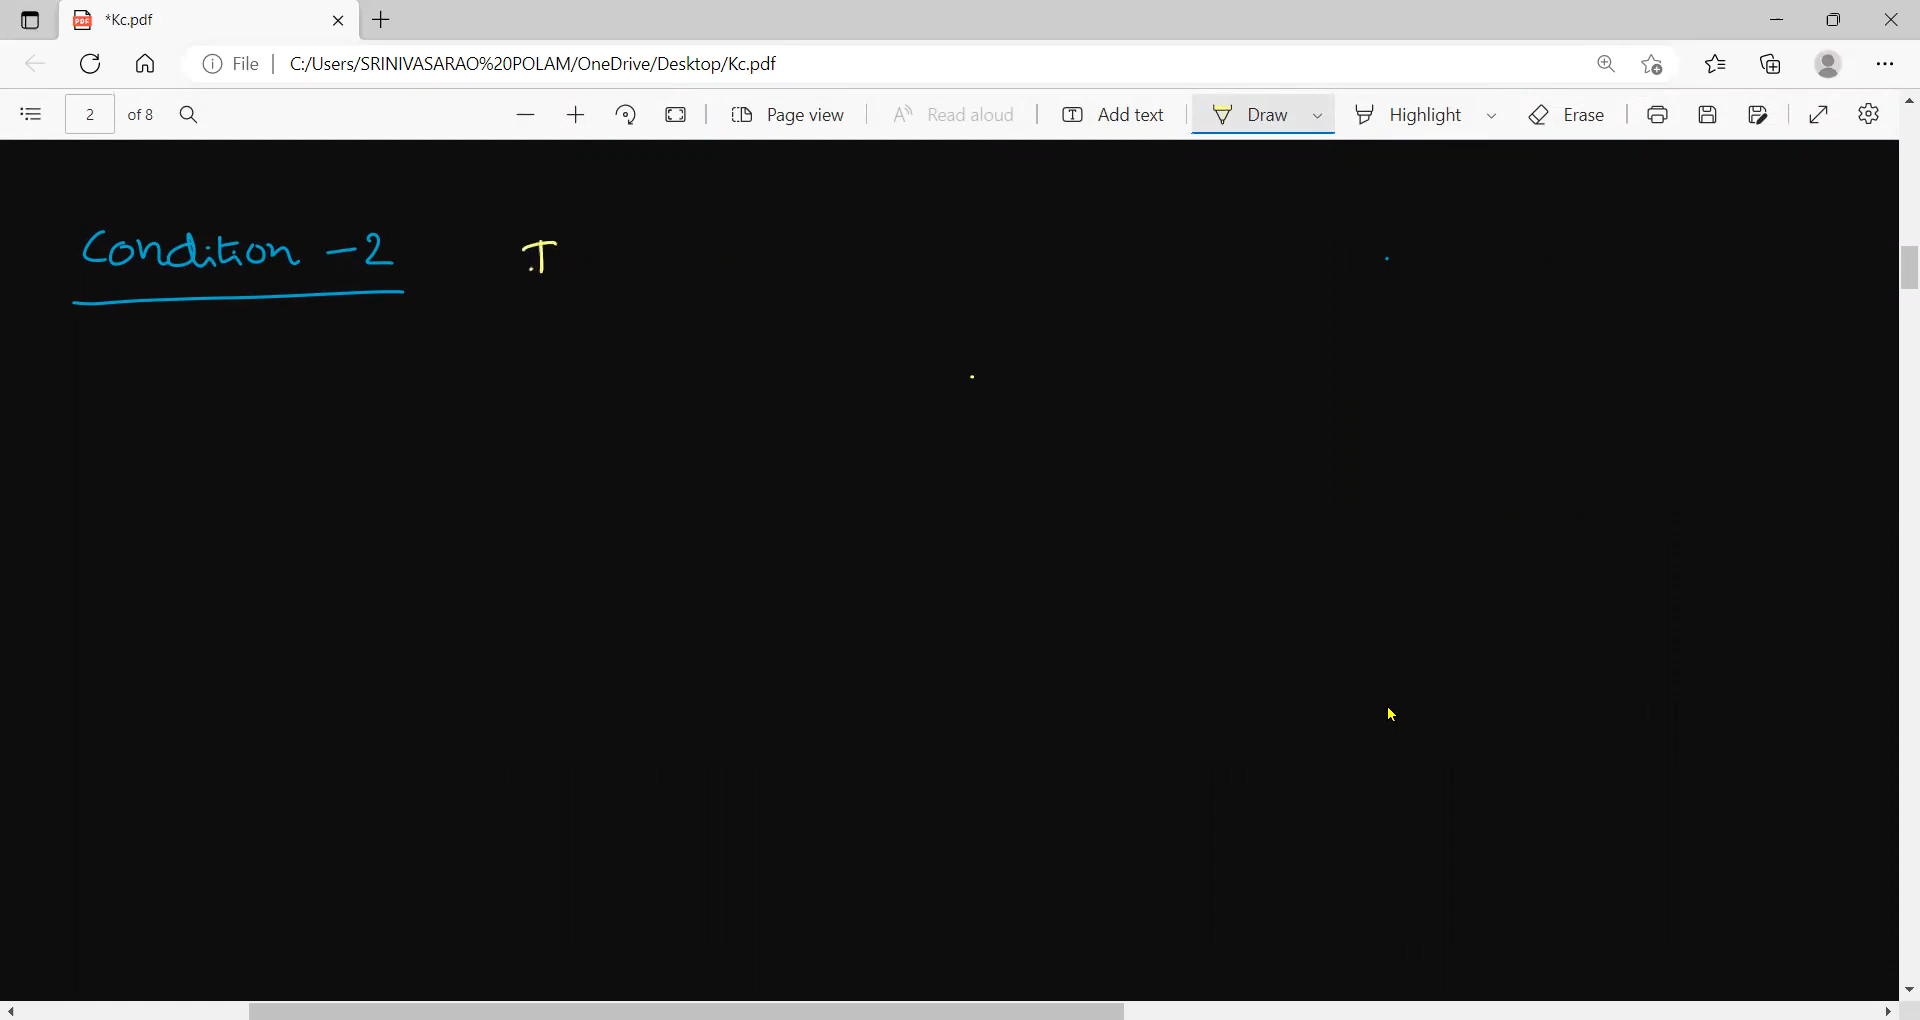 *Kc.pdf
File
C:/Users/SRINIVASARAO%20POLAM/OneDrive/Desktop/Kc.pdf
2 of 8
Page view
Read aloud
Add text
Draw
Highlight
Erase
Condition -2 T